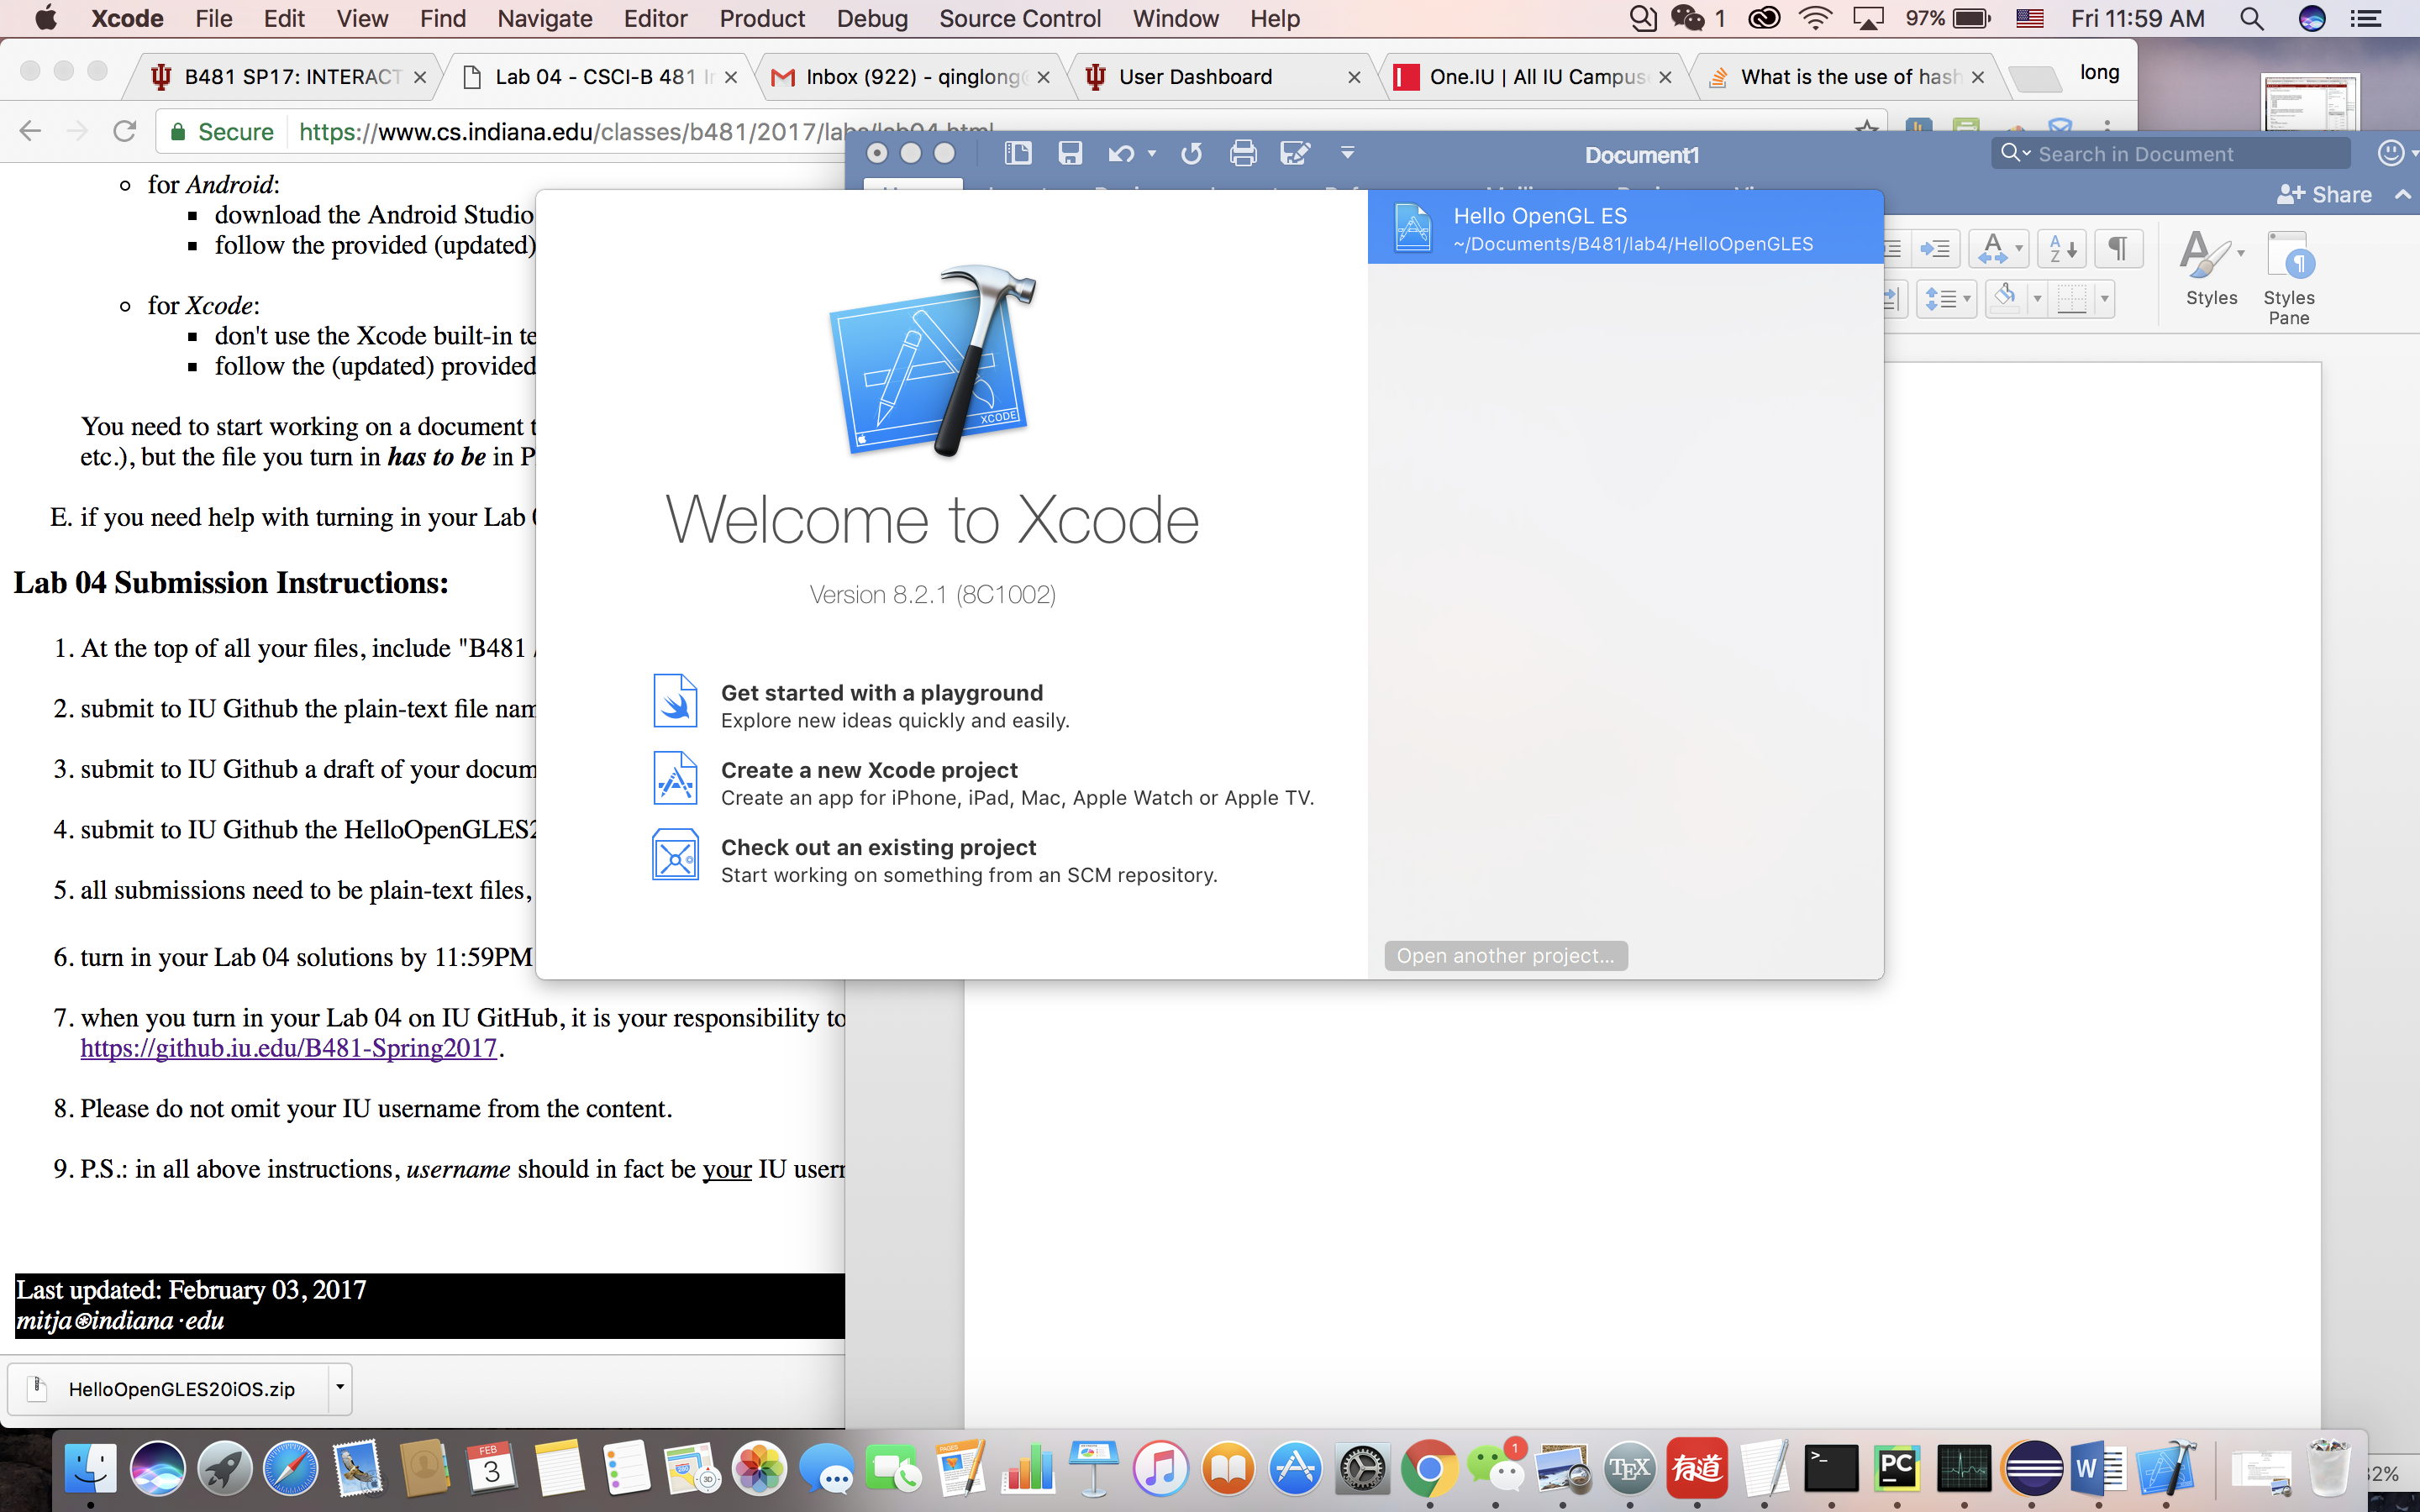 Xcode File Edit View Find Navigate Editor Product Debug Source Control Window Help 1 97% Fri 11:59 AM
B481 SP17: INTERACT Lab 04 - CSCI-B 481 Inbox (922) - qinglong User Dashboard One.IU | All IU Campus What is the use of hash long
Secure https://www.cs.indiana.edu/classes/b481/2017/labs/lab04.html
Document1
Search in Document
Share
Styles
Styles Pane
for Android:
download the Android Studio
follow the provided (updated)
for Xcode:
don't use the Xcode built-in te
follow the (updated) provided
You need to start working on a document t
etc.), but the file you turn in has to be in P
E. if you need help with turning in your Lab
Lab 04 Submission Instructions:
1. At the top of all your files, include "B481 /
2. submit to IU Github the plain-text file nam
3. submit to IU Github a draft of your docum
4. submit to IU Github the HelloOpenGLES2
5. all submissions need to be plain-text files,
6. turn in your Lab 04 solutions by 11:59PM
7. when you turn in your Lab 04 on IU GitHub, it is your responsibility to
https://github.iu.edu/B481-Spring2017.
8. Please do not omit your IU username from the content.
9. P.S.: in all above instructions, username should in fact be your IU usern
Last updated: February 03, 2017
mitja⊛indiana·edu
HelloOpenGLES20iOS.zip
XCODE
Welcome to Xcode
Version 8.2.1 (8C1002)
Get started with a playground
Explore new ideas quickly and easily.
Create a new Xcode project
Create an app for iPhone, iPad, Mac, Apple Watch or Apple TV.
Check out an existing project
Start working on something from an SCM repository.
Hello OpenGL ES
~/Documents/B481/lab4/HelloOpenGLES
Open another project...
FEB
3
PAGES
3D
1
TEX
有道
>_
PC
W
32%